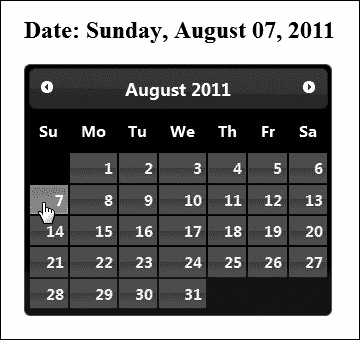 Date: Sunday, August 07, 2011
August 2011
Su Mo Tu We Th Fr Sa
1 2 3 4 5 6
7 8 9 10 11 12 13
14 15 16 17 18 19 20
21 22 23 24 25 26 27
28 29 30 31